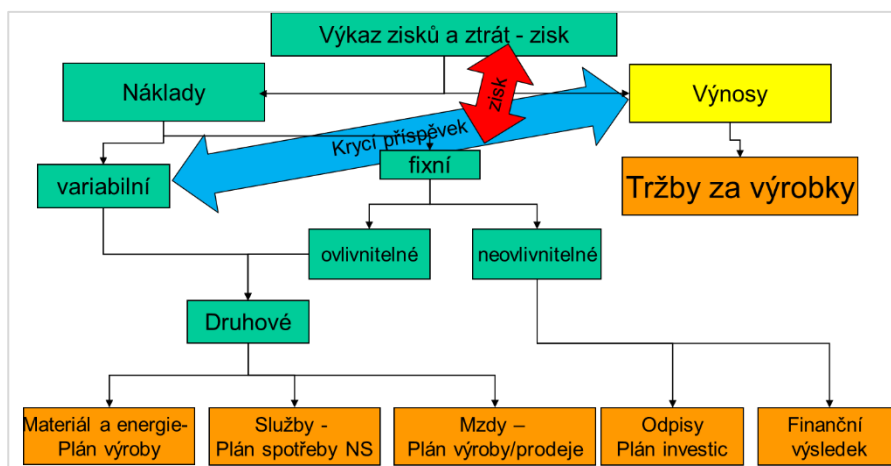 Výkaz zisků a ztrát - zisk
Náklady
zisk
Výnosy
Krycí příspěvek
variabilní
fixní
Tržby za výrobky
ovlivnitelné
neovlivnitelné
Druhové
Materiál a energie-
Plán výroby
Služby -
Plán spotřeby NS
Mzdy –
Plán výroby/prodeje
Odpisy
Plán investic
Finanční
výsledek